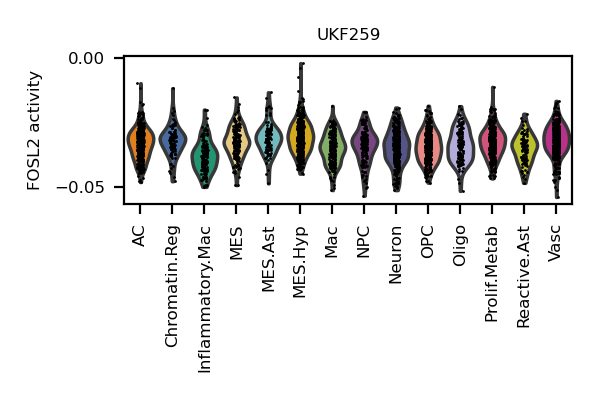 UKF259
FOSL2 activity
0.00
−0.05
AC
Chromatin.Reg
Inflammatory.Mac
MES
MES.Ast
MES.Hyp
Mac
NPC
Neuron
OPC
Oligo
Prolif.Metab
Reactive.Ast
Vasc